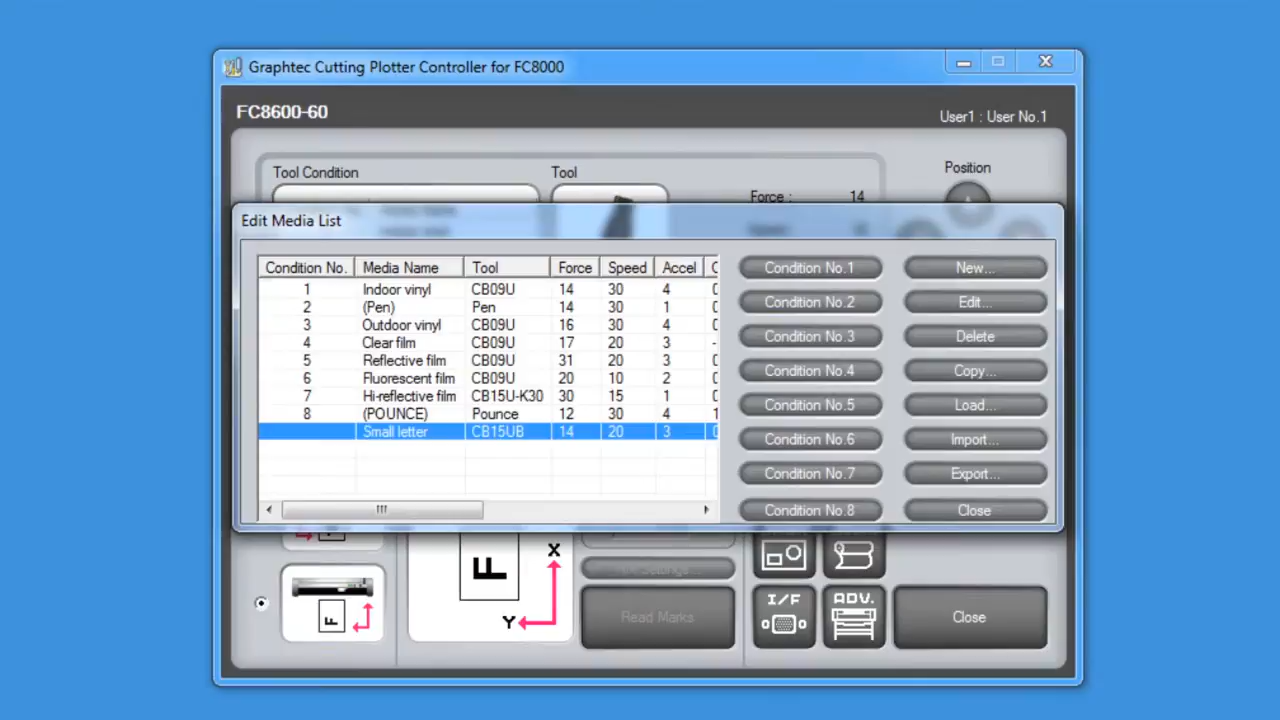 Graphtec Cutting Plotter Controller for FC8000
FC8600-60
User1 : User No.1
Tool Condition
Tool
Force : 14
Position
Edit Media List
Condition No. Media Name Tool Force Speed Accel
1 Indoor vinyl CB09U 14 30 4
2 (Pen) Pen 14 30 1
3 Outdoor vinyl CB09U 16 30 4
4 Clear film CB09U 17 20 3 -
5 Reflective film CB09U 31 20 3
6 Fluorescent film CB09U 20 10 2
7 Hi-reflective film CB15U-K30 30 15 1
8 (POUNCE) Pounce 12 30 4 1
Small letter CB15UB 14 20 3
Condition No.1 New...
Condition No.2 Edit...
Condition No.3 Delete
Condition No.4 Copy...
Condition No.5 Load...
Condition No.6 Import...
Condition No.7 Export...
Condition No.8 Close
F
F
X
Y
Read Marks
I/F
ADV.
Close